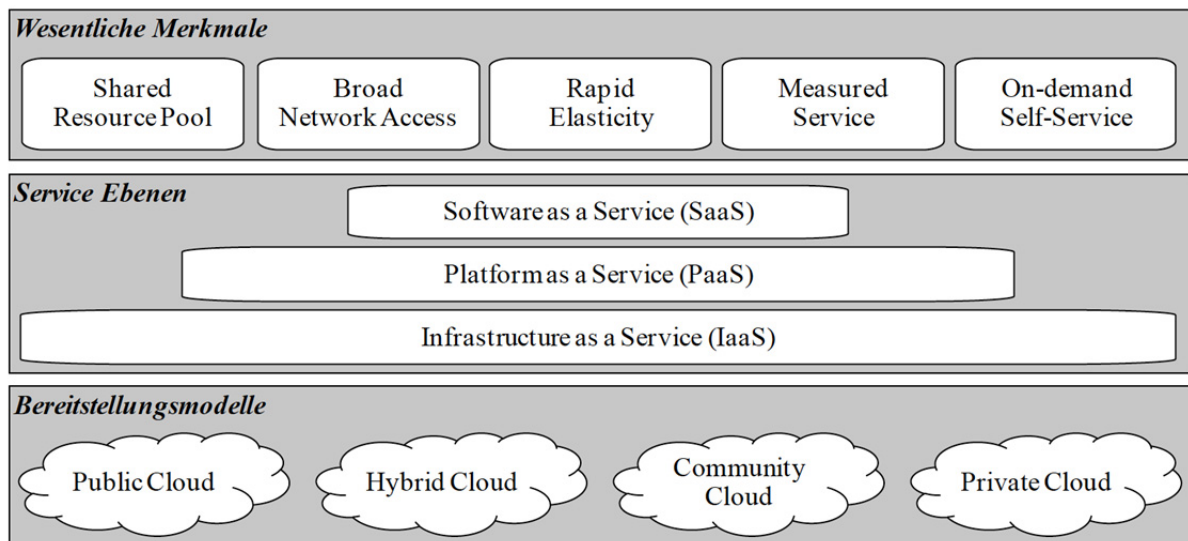 Wesentliche Merkmale
Shared
Resource Pool
Broad
Network Access
Rapid
Elasticity
Measured
Service
On-demand
Self-Service
Service Ebenen
Software as a Service (SaaS)
Platform as a Service (PaaS)
Infrastructure as a Service (IaaS)
Bereitstellungsmodelle
Public Cloud
Hybrid Cloud
Community
Cloud
Private Cloud